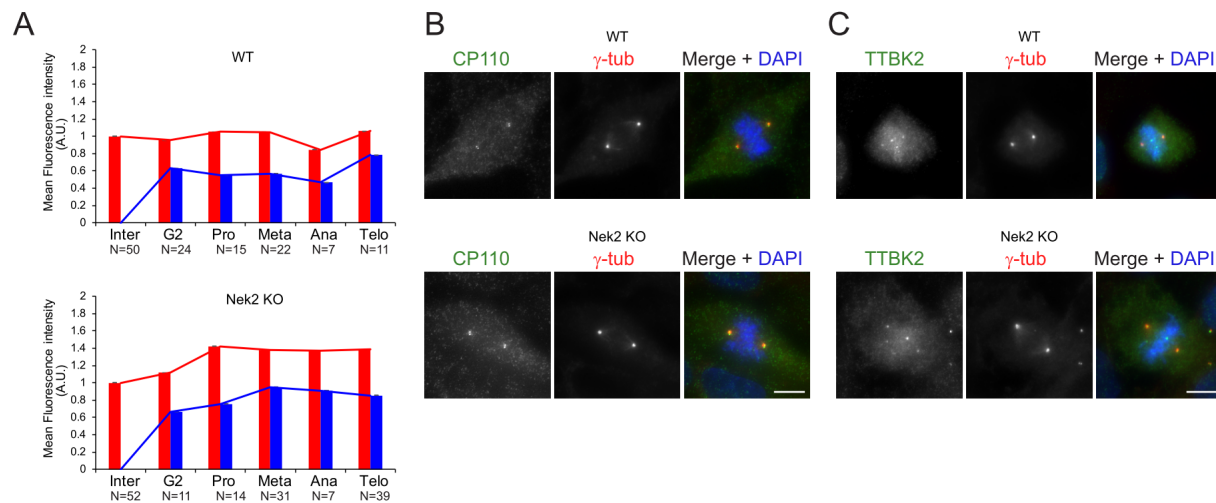 A
WT
Mean Fluorescence intensity
(A.U.)
2
1.8
1.6
1.4
1.2
1
0.8
0.6
0.4
0.2
0
Inter G2 Pro Meta Ana Telo
N=50 N=24 N=15 N=22 N=7 N=11
Nek2 KO
Mean Fluorescence intensity
(A.U.)
2
1.8
1.6
1.4
1.2
1
0.8
0.6
0.4
0.2
0
Inter G2 Pro Meta Ana Telo
N=52 N=11 N=14 N=31 N=7 N=39
B
WT
CP110 γ-tub Merge + DAPI
Nek2 KO
CP110 γ-tub Merge + DAPI
C
WT
TTBK2 γ-tub Merge + DAPI
Nek2 KO
TTBK2 γ-tub Merge + DAPI